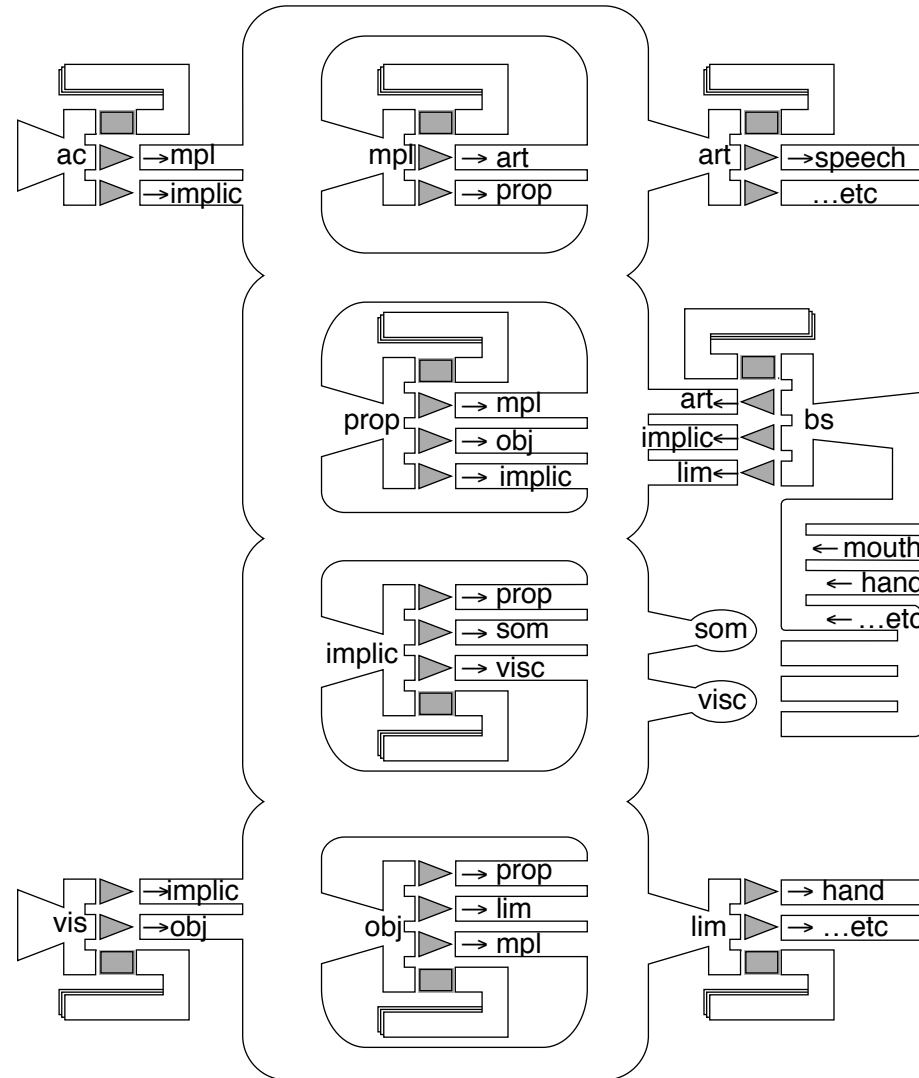 ac
→mpl
→implic
mpl
→ art
→ prop
art
→speech
…etc
prop
→ mpl
→ obj
→ implic
art←
implic←
lim←
bs
← mouth
← hand
← …etc
implic
→ prop
→ som
→ visc
som
visc
vis
→implic
→obj
obj
→ prop
→ lim
→ mpl
lim
→ hand
→ …etc